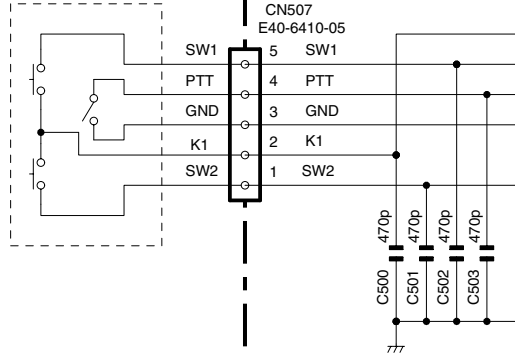 CN507
E40-6410-05
SW1 5 SW1
PTT 4 PTT
GND 3 GND
K1 2 K1
SW2 1 SW2
470p 470p 470p 470p
C500 C501 C502 C503